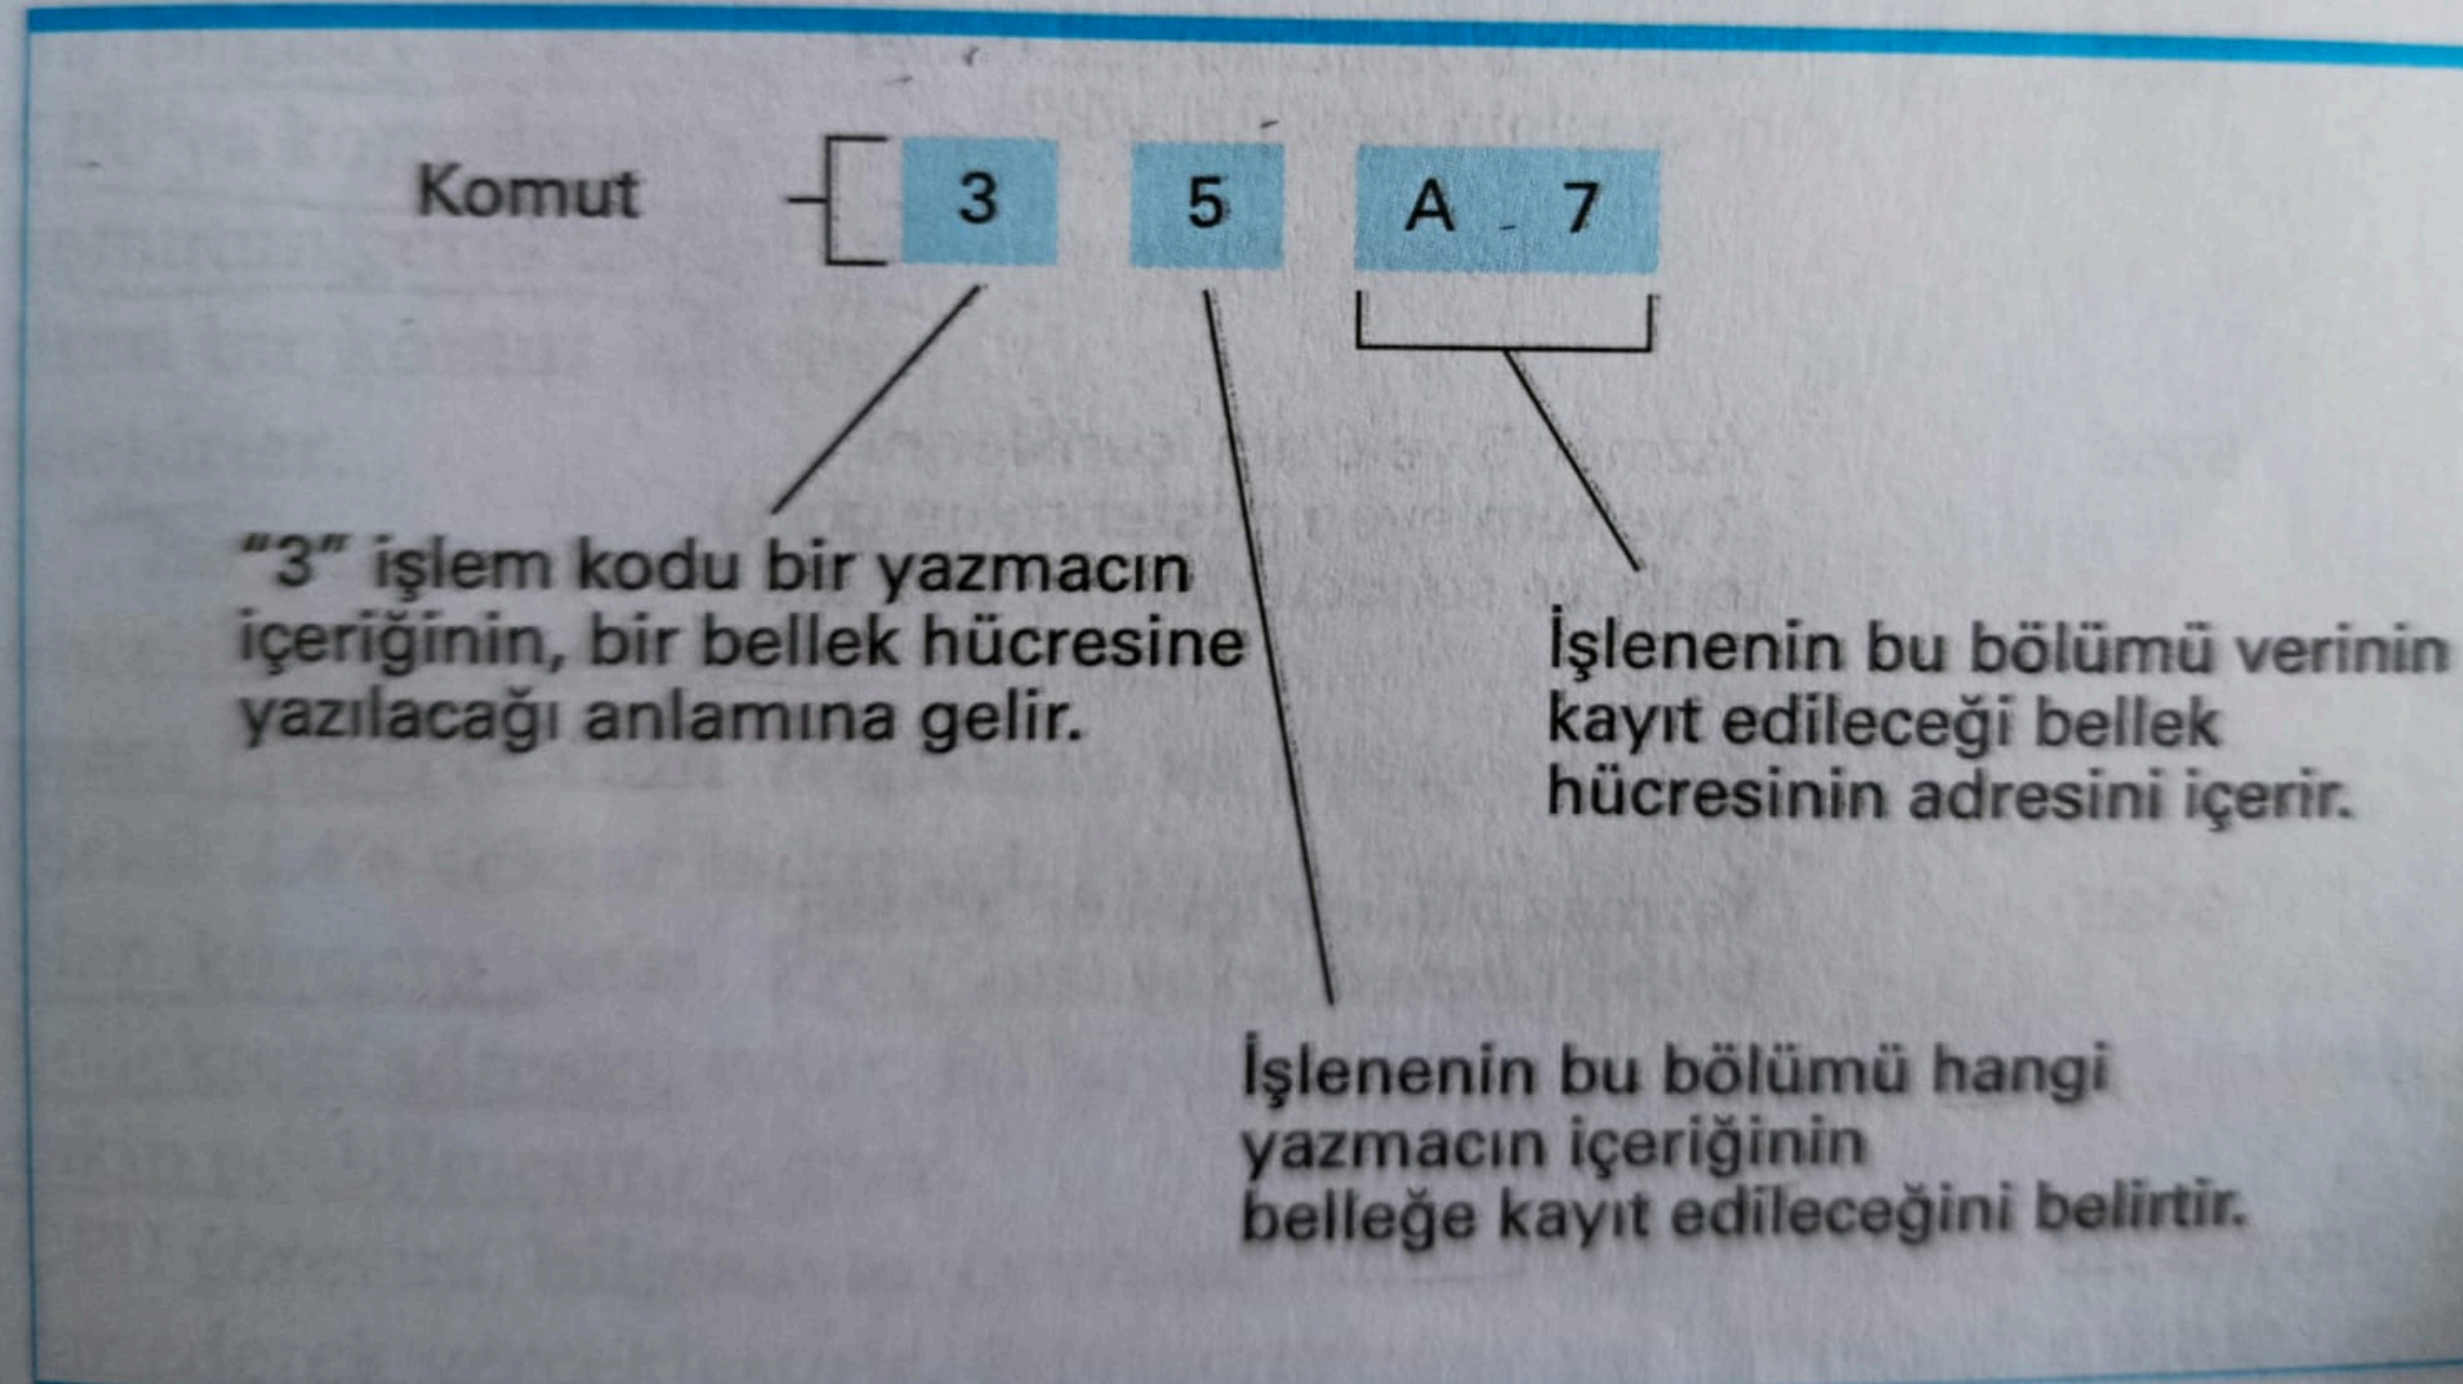 Komut 3 5 A 7
“3” işlem kodu bir yazmacın
içeriğinin, bir bellek hücresine
yazılacağı anlamına gelir.
İşlenenin bu bölümü verinin
kayıt edileceği bellek
hücresinin adresini içerir.
İşlenenin bu bölümü hangi
yazmacın içeriğinin
belleğe kayıt edileceğini belirtir.